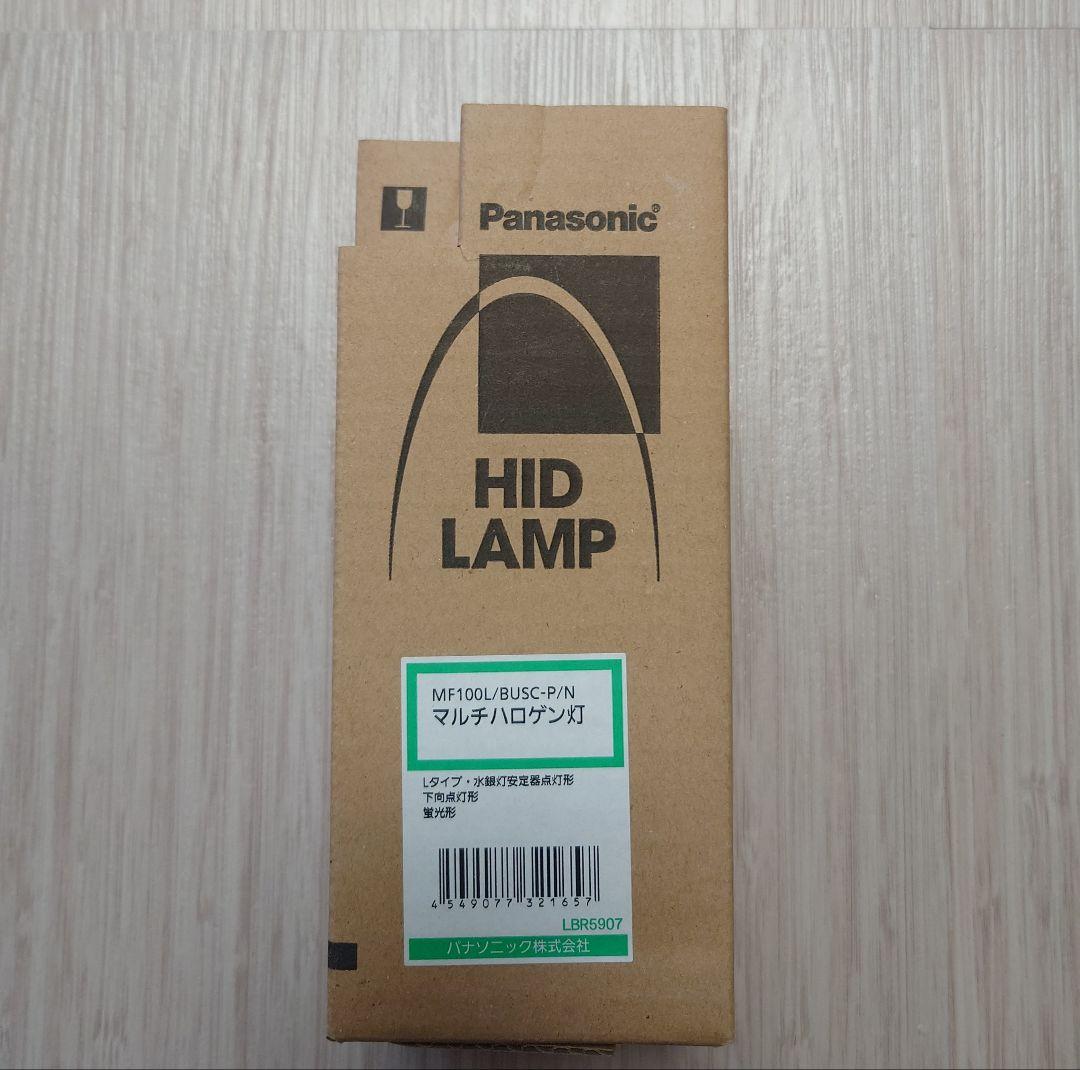 Panasonic®
HID
LAMP
MF100L/BUSC-P/N
マルチハロゲン灯
Lタイプ・水銀灯安定器点灯形
下向点灯形
蛍光形
4 549077 321657
LBR5907
パナソニック株式会社